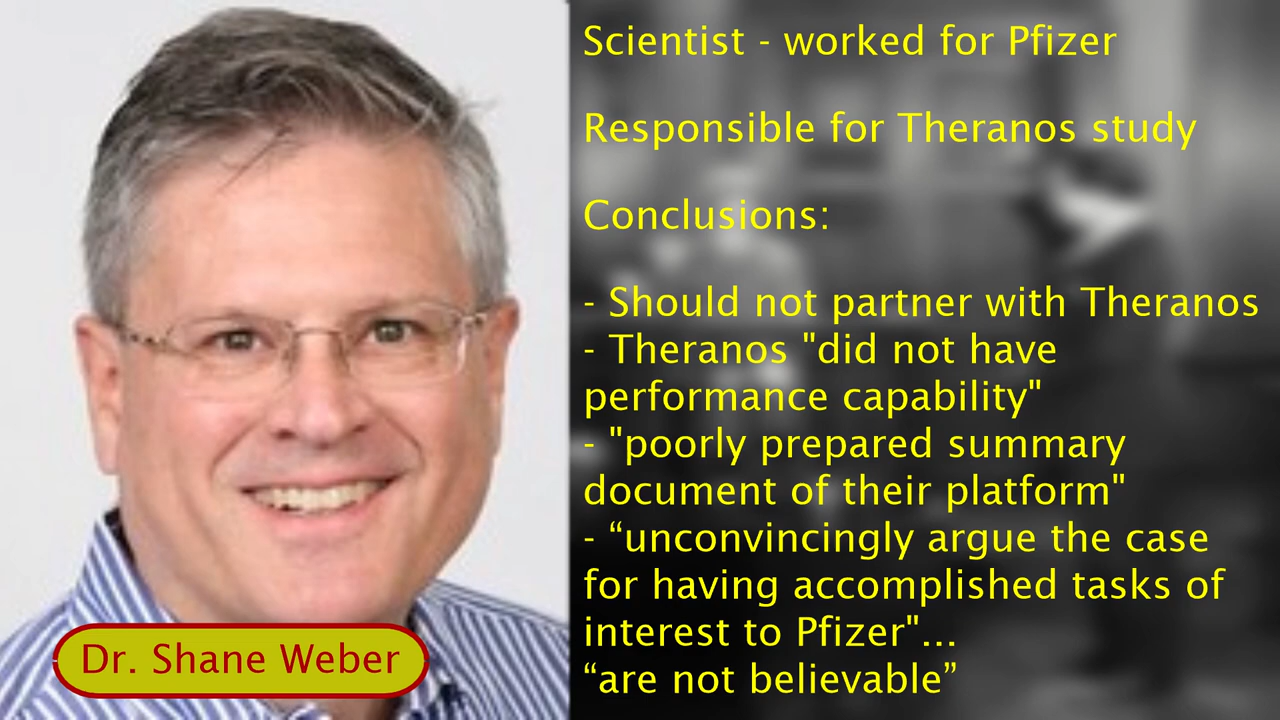 Scientist - worked for Pfizer
Responsible for Theranos study
Conclusions:
- Should not partner with Theranos
- Theranos "did not have
performance capability"
- "poorly prepared summary
document of their platform"
- “unconvincingly argue the case
for having accomplished tasks of
interest to Pfizer"...
“are not believable”
Dr. Shane Weber